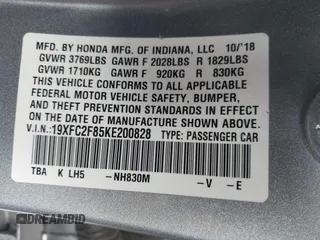 MFD. BY HONDA MFG. OF INDIANA, LLC 10/'18
GVWR 3769LBS GAWR F 2028LBS R 1829LBS
GVWR 1710KG GAWR F 920KG R 830KG
THIS VEHICLE CONFORMS TO ALL APPLICABLE
FEDERAL MOTOR VEHICLE SAFETY, BUMPER, AND
THEFT PREVENTION STANDARDS IN EFFECT ON THE
DATE OF MANUFACTURE SHOWN ABOVE.
V.I.N.: 19XFC2F85KE200828 TYPE: PASSENGER CAR
TBA K LH5 -NH830M -V -E
DREAMBID